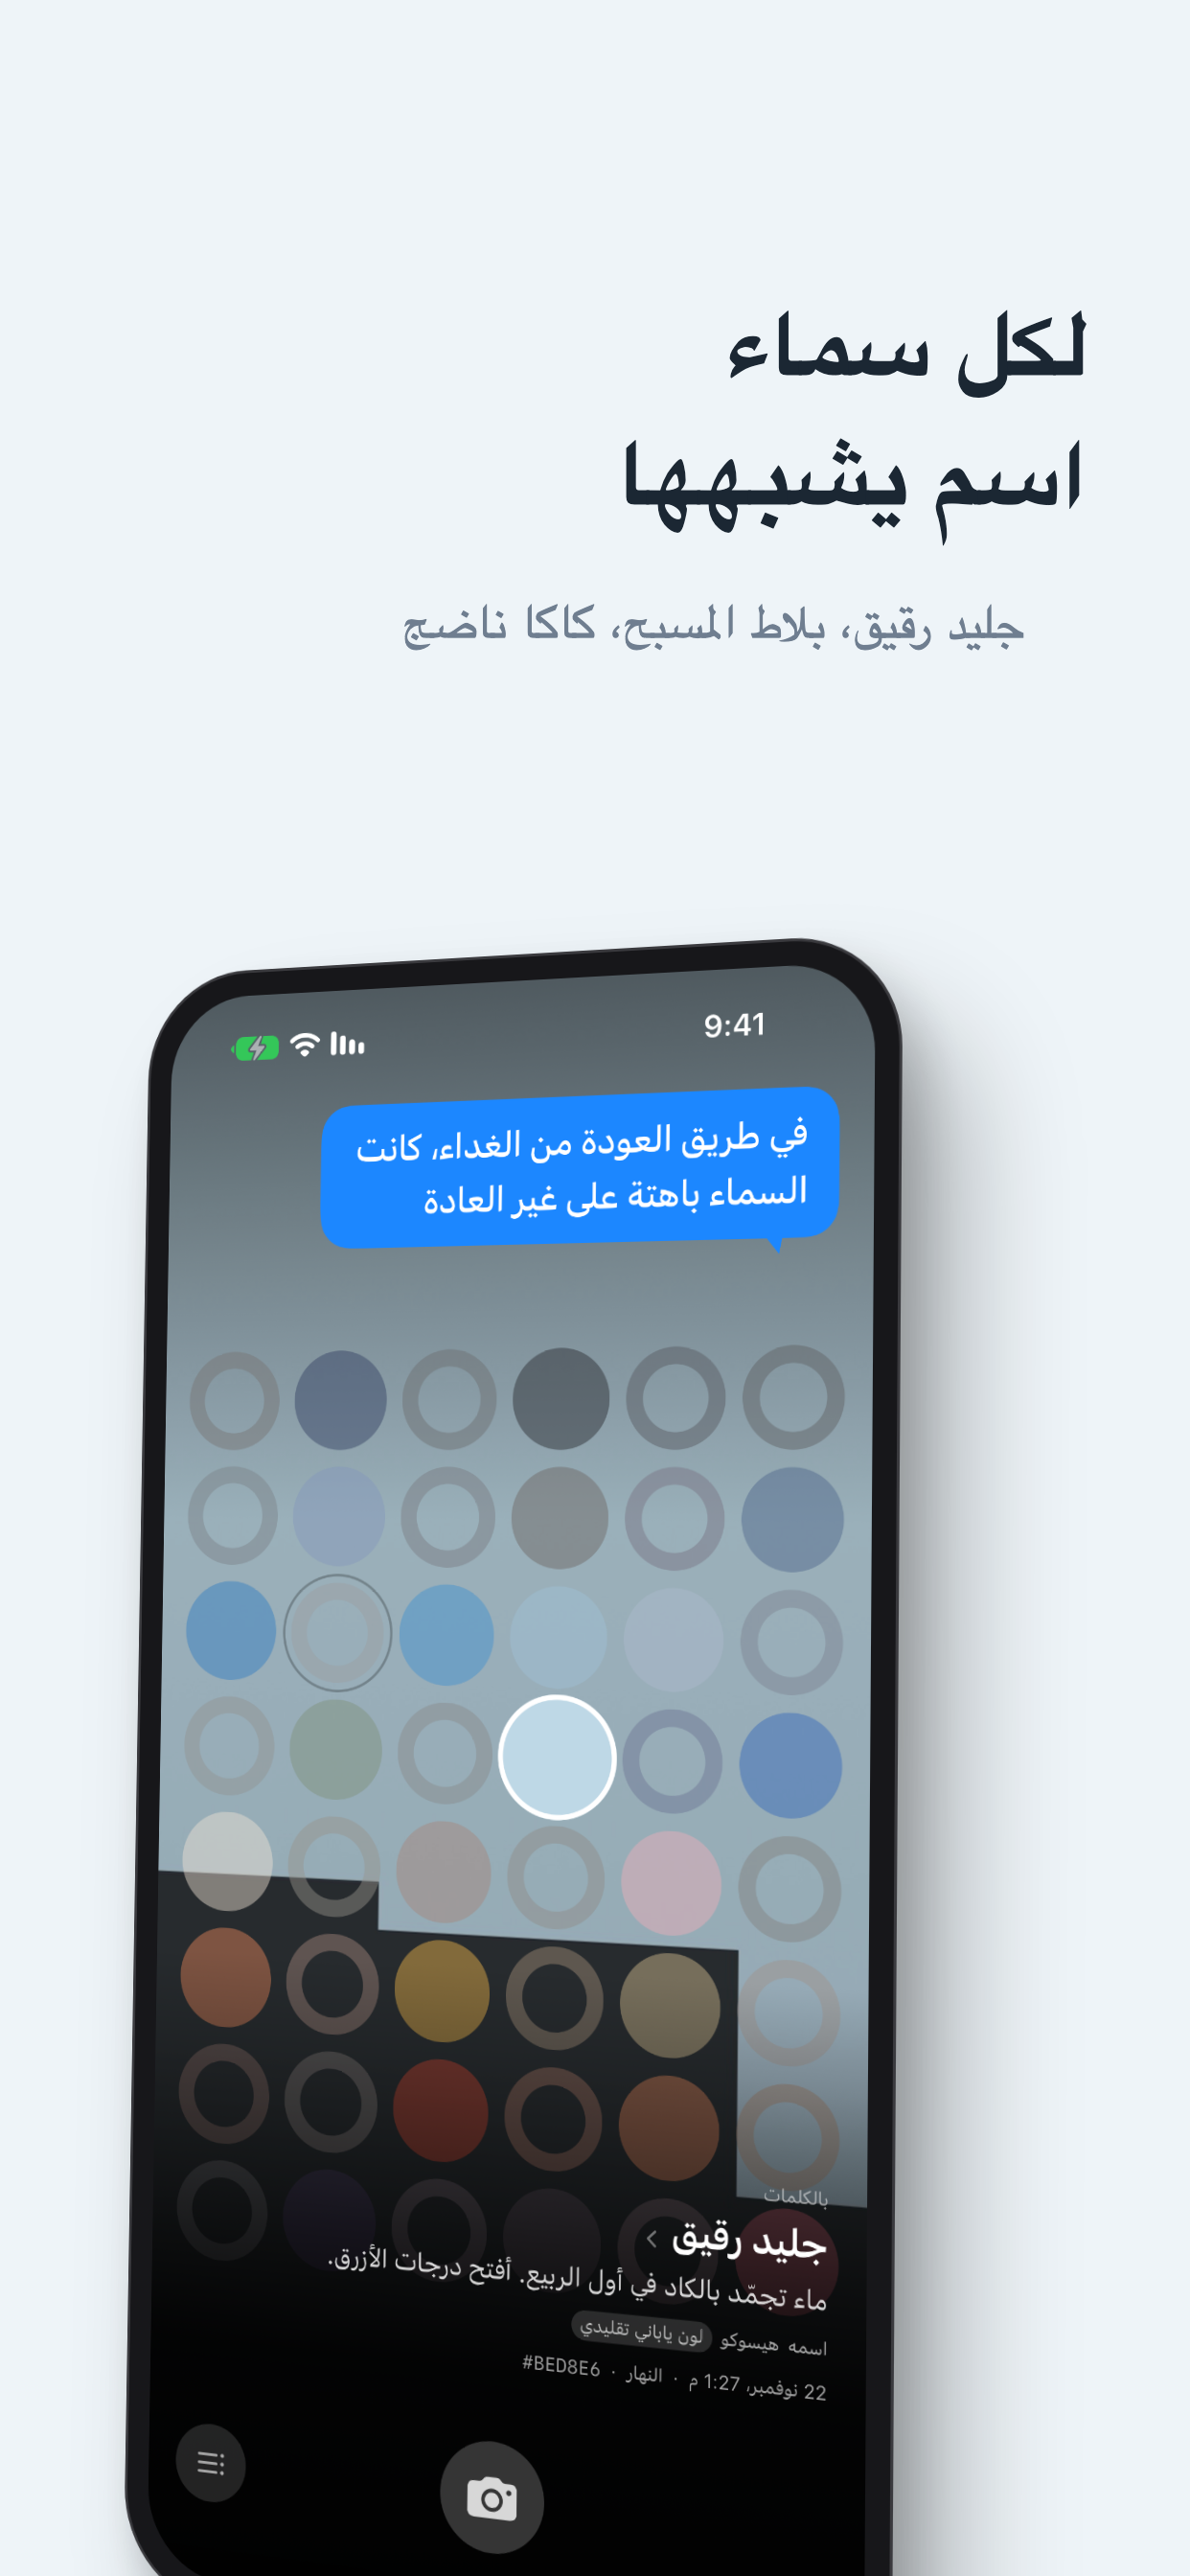 لكل سماء
اسم يشبهها
جليد رقيق، بلاط المسبح، كاكا ناضج
9:41
في طريق العودة من الغداء، كانت
السماء باهتة على غير العادة
بالكلمات
جليد رقيق
ماء تجمّد بالكاد في أول الربيع. أفتح درجات الأزرق.
اسمه هيسوكو لون ياباني تقليدي
22 نوفمبر، 1:27 م · النهار · #BED8E6